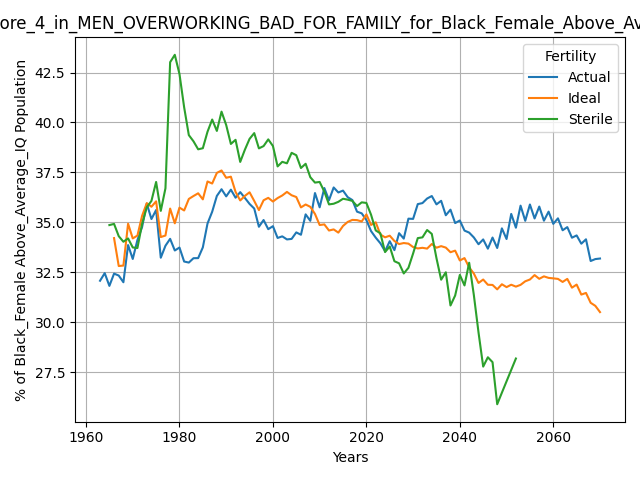 ore_4_in_MEN_OVERWORKING_BAD_FOR_FAMILY_for_Black_Female_Above_Av
% of Black_Female Above_Average_IQ Population
42.5
40.0
37.5
35.0
32.5
30.0
27.5
Fertility
Actual
Ideal
Sterile
1960
1980
2000
2020
2040
2060
Years